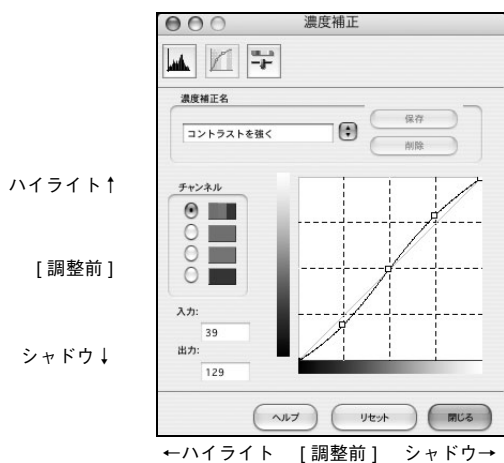 濃度補正
濃度補正名
コントラストを強く
保存
削除
ハイライト↑
チャンネル
[調整前]
入力:
39
出力:
シャドウ↓
129
ヘルプ
リセット
閉じる
←ハイライト [調整前] シャドウ→